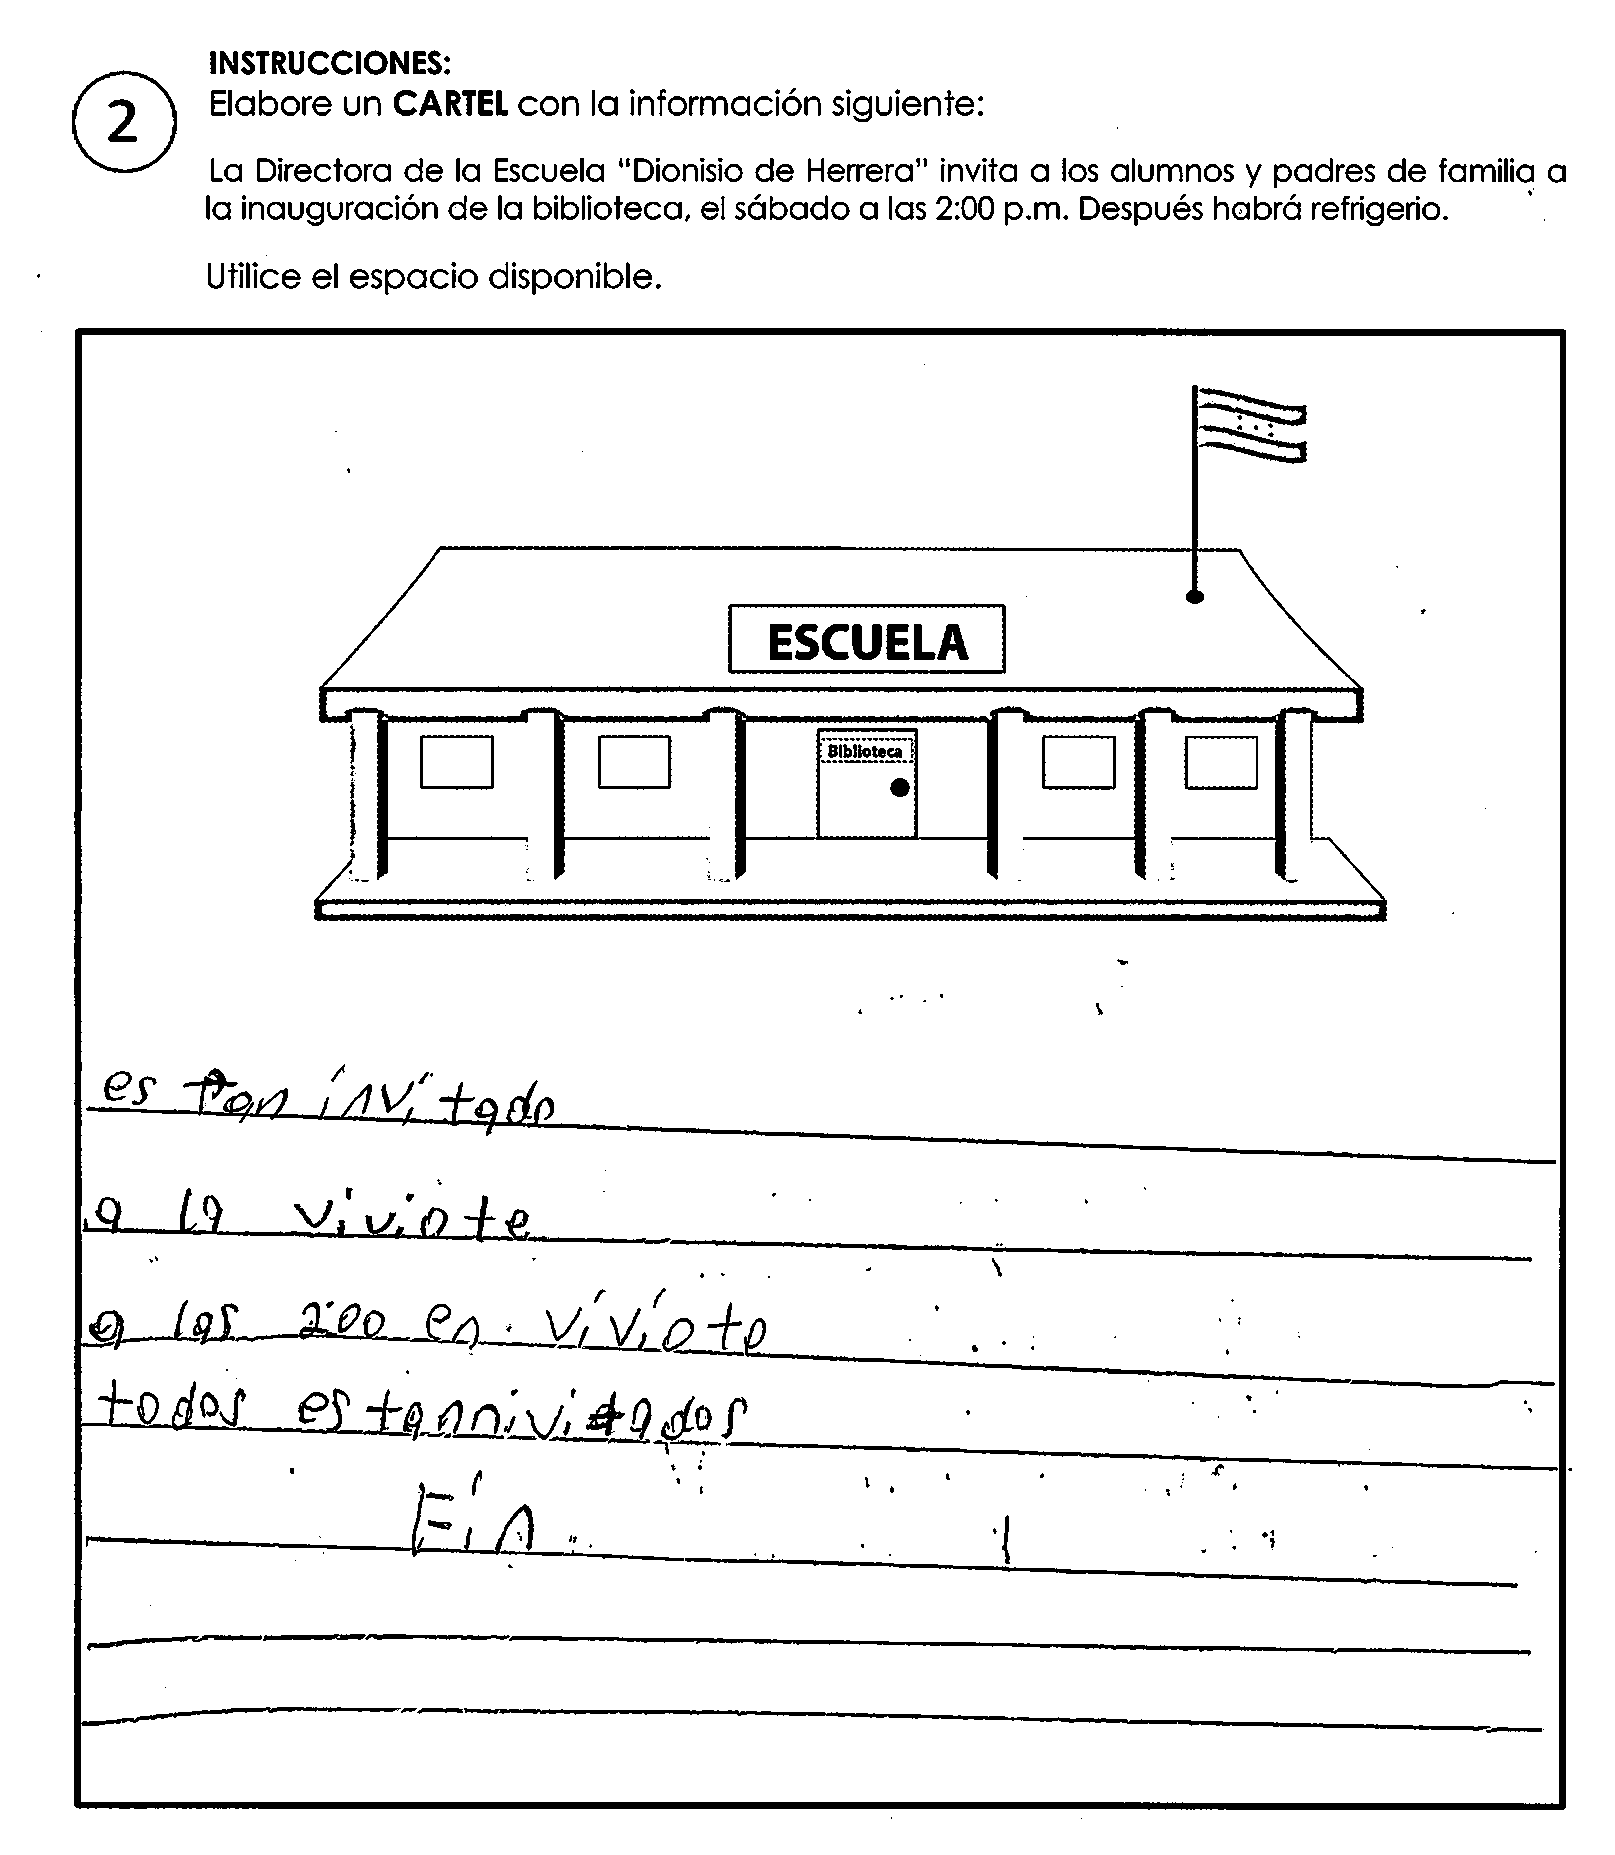 INSTRUCCIONES:
2
Elabore un CARTEL con la información siguiente:
La Directora de la Escuela "Dionisio de Herrera" invita a los alumnos y padres de familia a
la inauguración de la biblioteca, el sábado a las 2:00 p.m. Después habrá refrigerio.
Utilice el espacio disponible.
ESCUELA
Biblioteca
es tan invitado
a la viviote
a las 2:00 en viviote
todos estannivitados
Fin